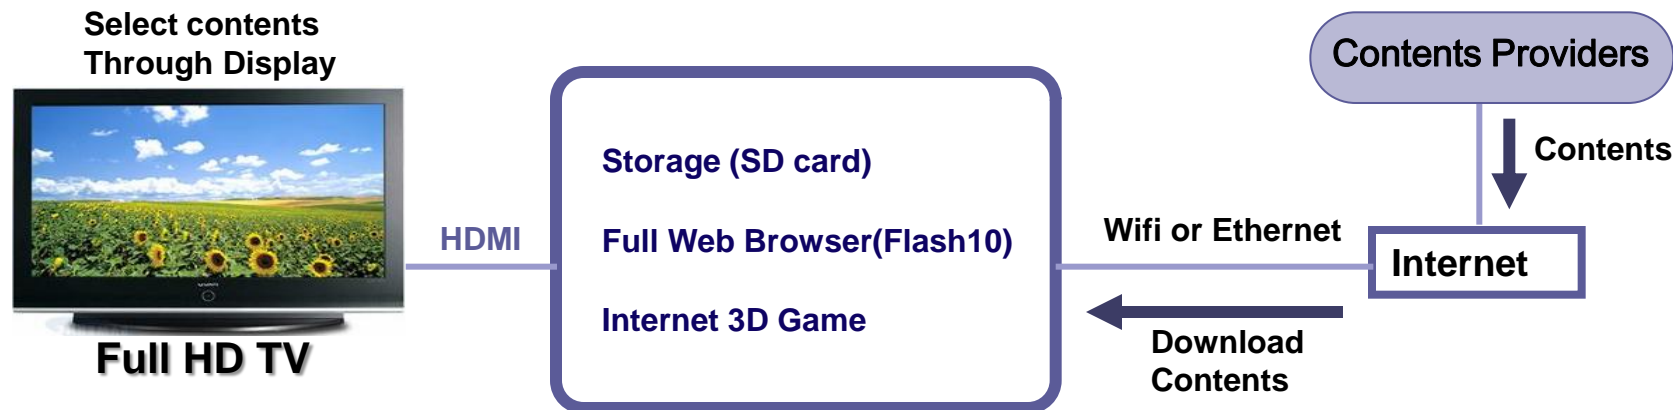 Select contents
Through Display
Full HD TV
HDMI
Storage (SD card)
Full Web Browser(Flash10)
Internet 3D Game
Wifi or Ethernet
Download
Contents
Contents Providers
Contents
Internet